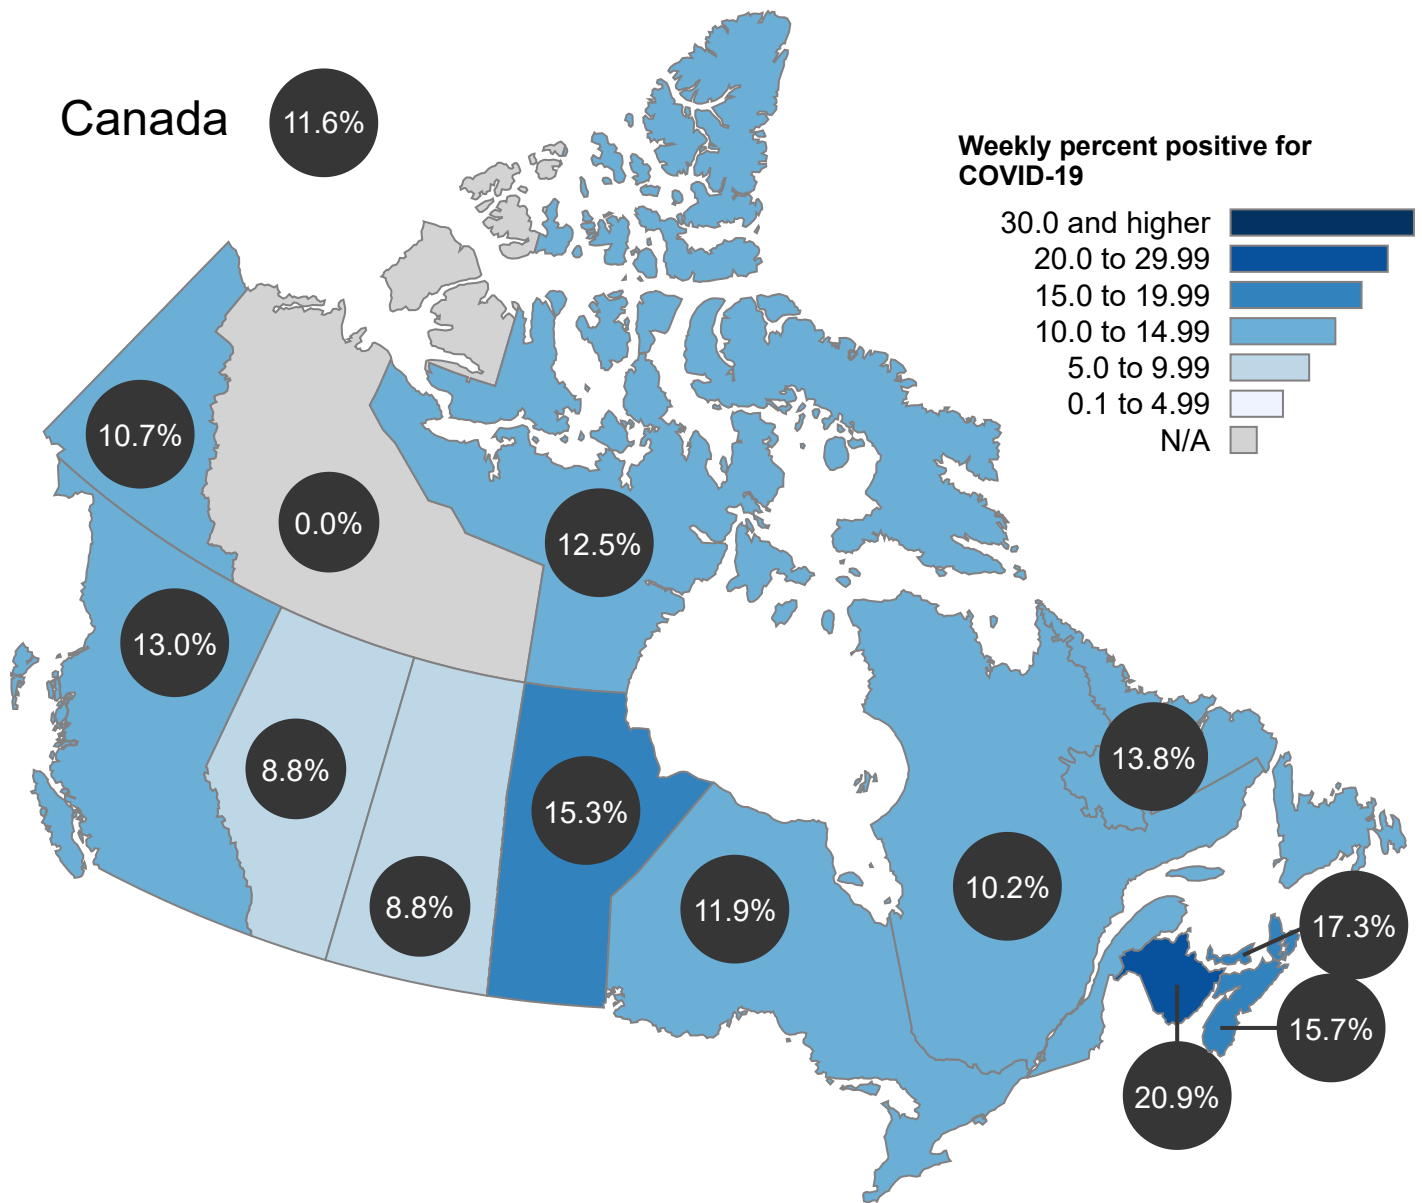 Canada
11.6%
Weekly percent positive for
COVID-19
30.0 and higher
20.0 to 29.99
15.0 to 19.99
10.0 to 14.99
5.0 to 9.99
0.1 to 4.99
N/A
10.7%
0.0%
12.5%
13.0%
8.8%
15.3%
13.8%
8.8%
11.9%
10.2%
17.3%
15.7%
20.9%